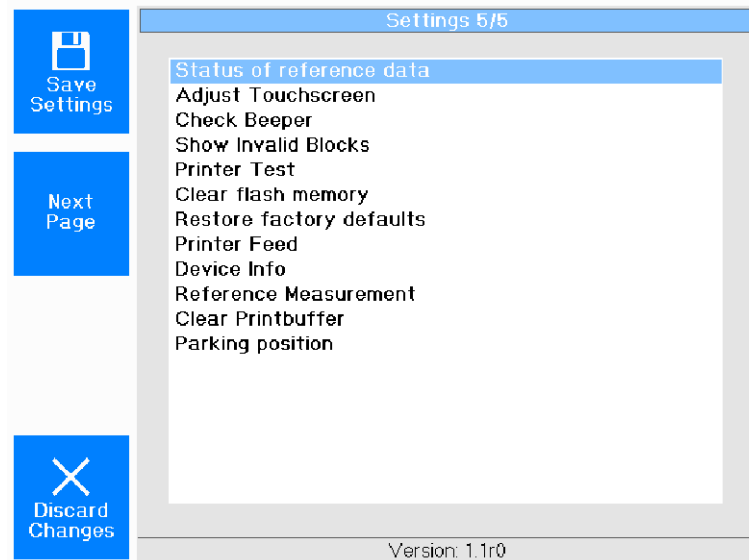 Settings 5/5
Save
Settings
Next
Page
Discard
Changes
Status of reference data
Adjust Touchscreen
Check Beeper
Show Invalid Blocks
Printer Test
Clear flash memory
Restore factory defaults
Printer Feed
Device Info
Reference Measurement
Clear Printbuffer
Parking position
Version: 1.1r0